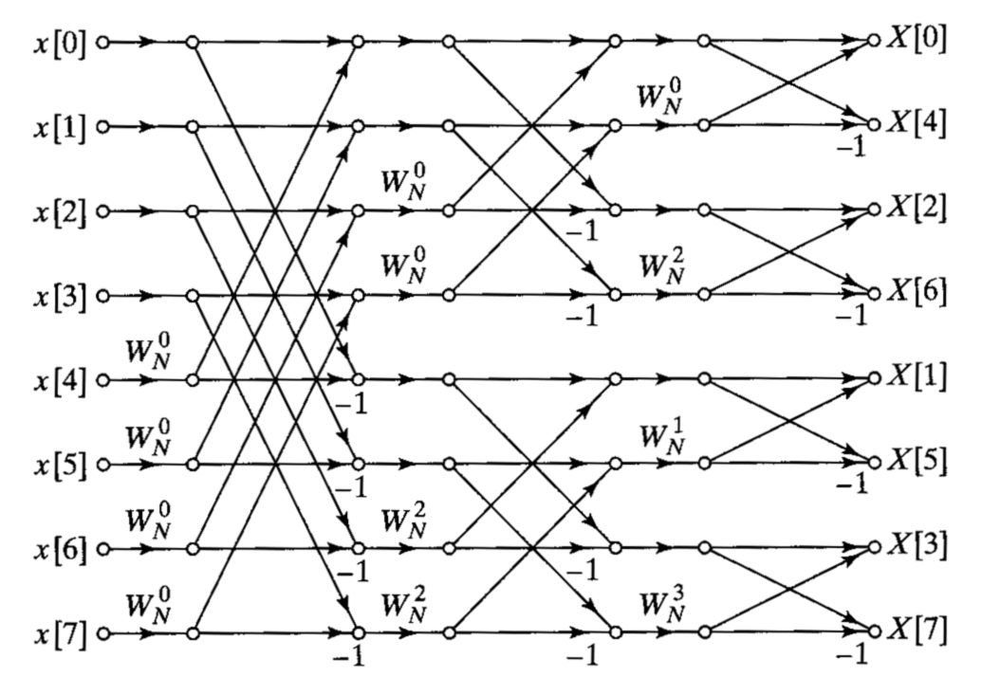 x[0] X[0]
W_N^0
x[1] X[4]
-1
W_N^0
x[2] X[2]
-1
W_N^0 W_N^2
x[3] X[6]
-1 -1
W_N^0
x[4] X[1]
-1
W_N^0 W_N^1
x[5] X[5]
-1 -1
W_N^0 W_N^2
x[6] X[3]
-1 -1
W_N^0 W_N^2 W_N^3
x[7] X[7]
-1 -1 -1